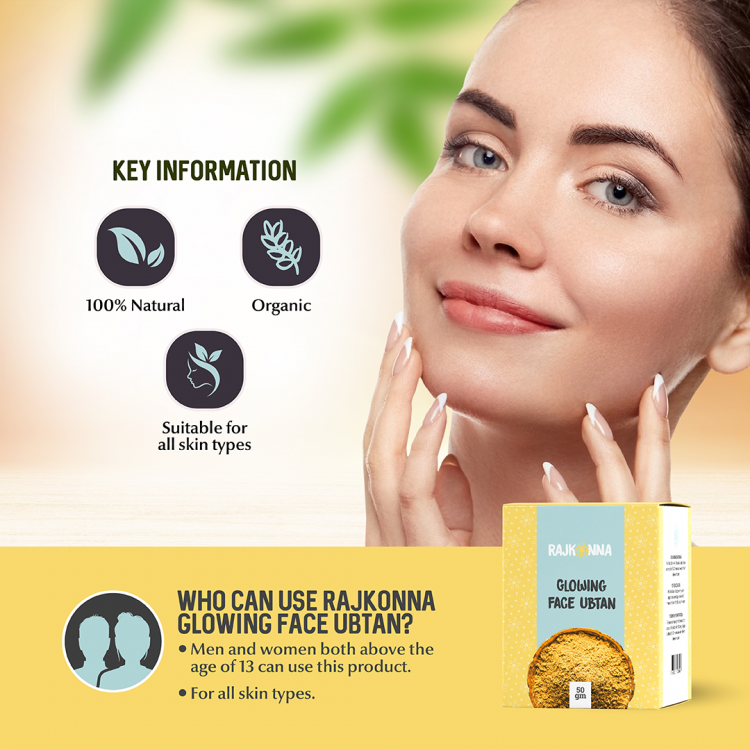 KEY INFORMATION
100% Natural
Organic
Suitable for
all skin types
WHO CAN USE RAJKONNA
GLOWING FACE UBTAN?
• Men and women both above the
age of 13 can use this product.
• For all skin types.
RAJKONNA
GLOWING
FACE UBTAN
50
gm